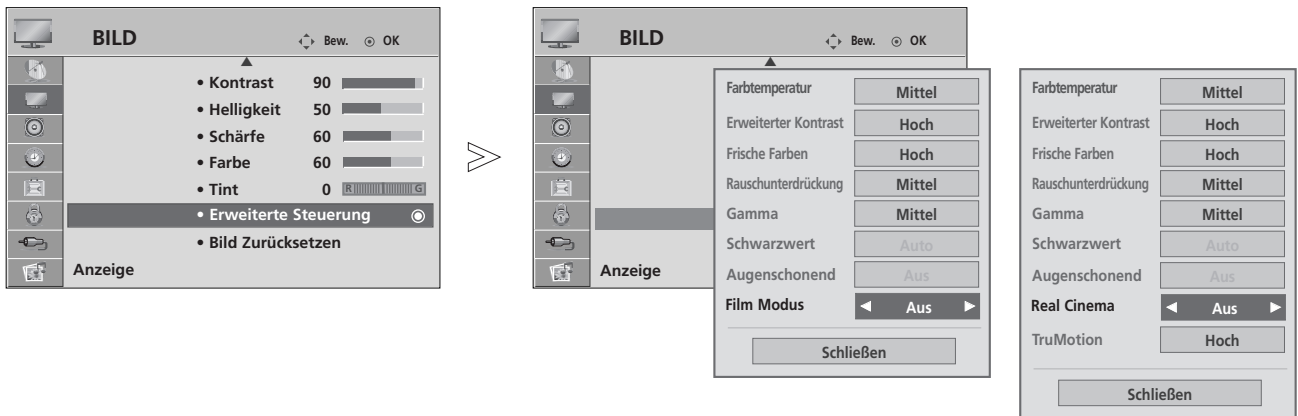 BILD
Bew. OK
• Kontrast 90
• Helligkeit 50
• Schärfe 60
• Farbe 60
• Tint 0 R G
• Erweiterte Steuerung
• Bild Zurücksetzen
Anzeige
BILD
Bew. OK
Anzeige
Farbtemperatur Mittel
Erweiterter Kontrast Hoch
Frische Farben Hoch
Rauschunterdrückung Mittel
Gamma Mittel
Schwarzwert Auto
Augenschonend Aus
Film Modus Aus
Schließen
Farbtemperatur Mittel
Erweiterter Kontrast Hoch
Frische Farben Hoch
Rauschunterdrückung Mittel
Gamma Mittel
Schwarzwert Auto
Augenschonend Aus
Real Cinema Aus
TruMotion Hoch
Schließen